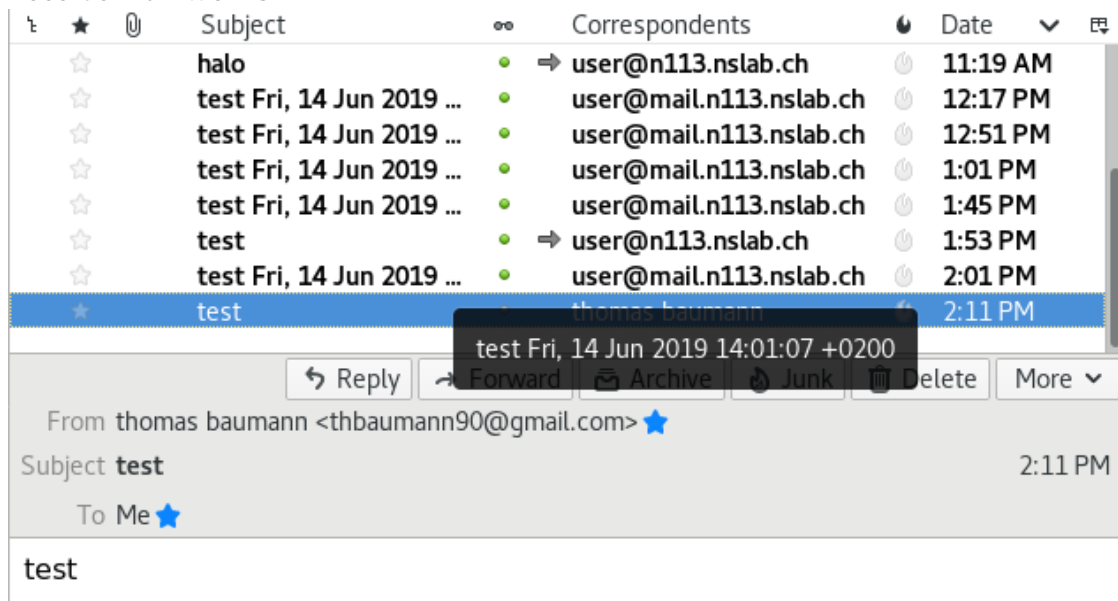 Subject Correspondents Date
halo user@n113.nslab.ch 11:19 AM
test Fri, 14 Jun 2019 ... user@mail.n113.nslab.ch 12:17 PM
test Fri, 14 Jun 2019 ... user@mail.n113.nslab.ch 12:51 PM
test Fri, 14 Jun 2019 ... user@mail.n113.nslab.ch 1:01 PM
test Fri, 14 Jun 2019 ... user@mail.n113.nslab.ch 1:45 PM
test user@n113.nslab.ch 1:53 PM
test Fri, 14 Jun 2019 ... user@mail.n113.nslab.ch 2:01 PM
test thomas baumann 2:11 PM
test Fri, 14 Jun 2019 14:01:07 +0200
Reply Forward Archive Junk Delete More
From thomas baumann <thbaumann90@gmail.com>
Subject test 2:11 PM
To Me
test